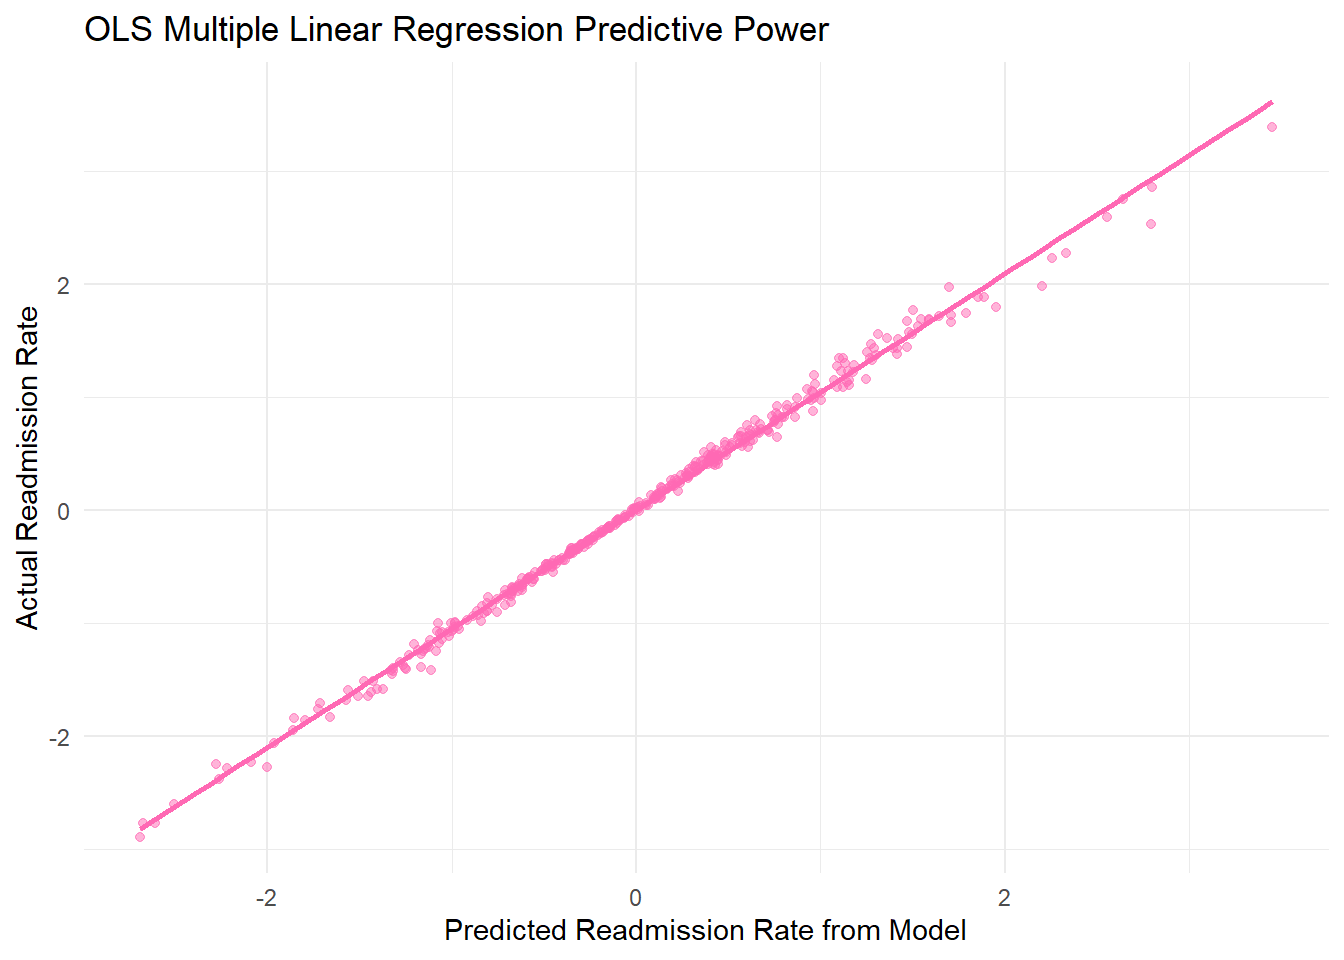 OLS Multiple Linear Regression Predictive Power
Actual Readmission Rate
2
0
-2
-2 0 2
Predicted Readmission Rate from Model